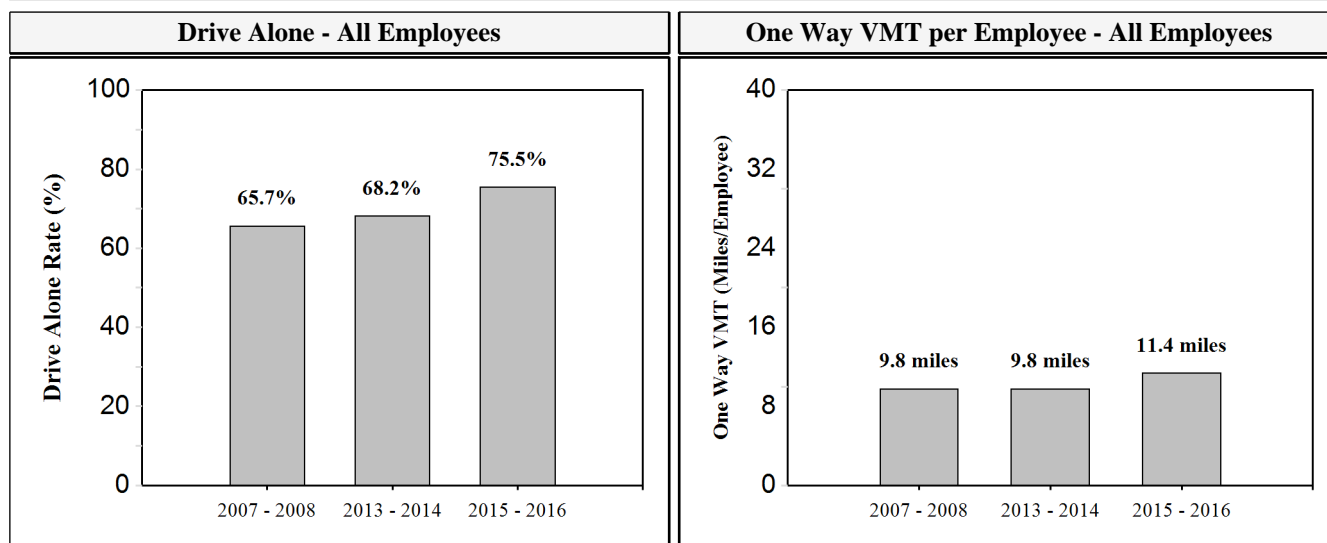 Drive Alone - All Employees
One Way VMT per Employee - All Employees
Drive Alone Rate (%)
100
80
60
40
20
0
65.7%
68.2%
75.5%
2007 - 2008
2013 - 2014
2015 - 2016
One Way VMT (Miles/Employee)
40
32
24
16
8
0
9.8 miles
9.8 miles
11.4 miles
2007 - 2008
2013 - 2014
2015 - 2016